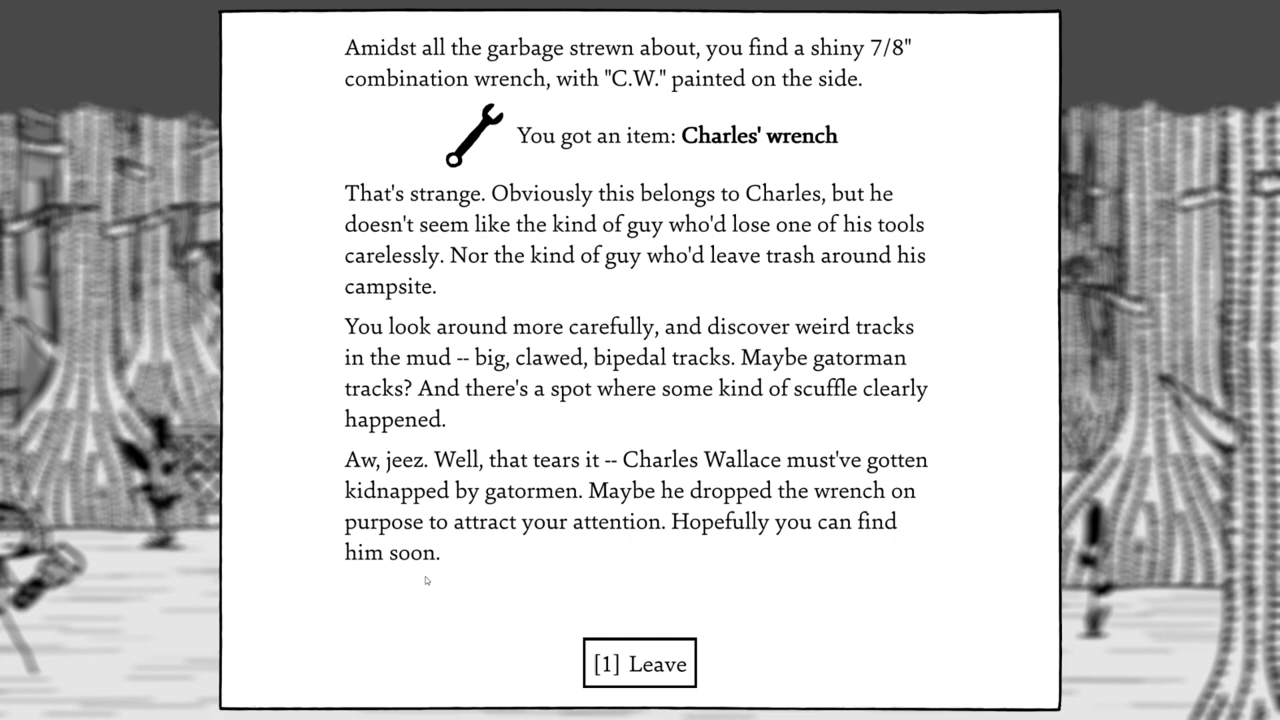 Amidst all the garbage strewn about, you find a shiny 7/8"
combination wrench, with "C.W." painted on the side.
You got an item: Charles' wrench
That's strange. Obviously this belongs to Charles, but he
doesn't seem like the kind of guy who'd lose one of his tools
carelessly. Nor the kind of guy who'd leave trash around his
campsite.
You look around more carefully, and discover weird tracks
in the mud -- big, clawed, bipedal tracks. Maybe gatorman
tracks? And there's a spot where some kind of scuffle clearly
happened.
Aw, jeez. Well, that tears it -- Charles Wallace must've gotten
kidnapped by gatormen. Maybe he dropped the wrench on
purpose to attract your attention. Hopefully you can find
him soon.
[1] Leave